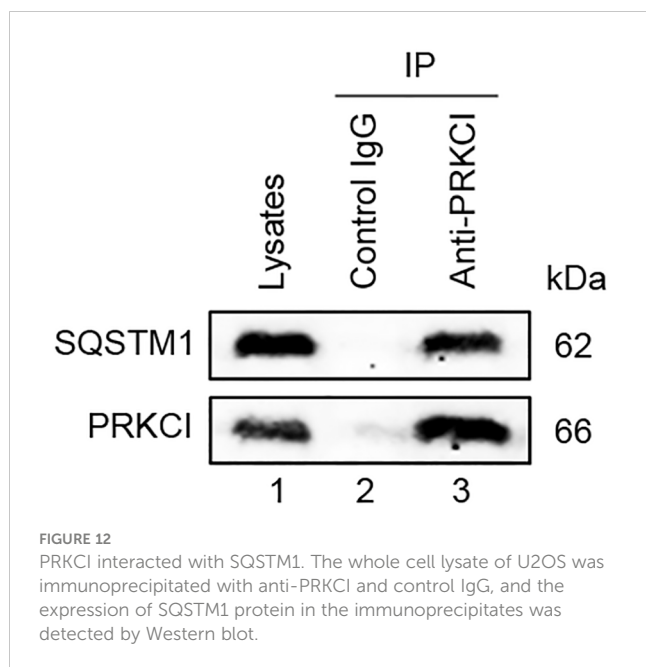 IP
Lysates
Control IgG
Anti-PRKCI
kDa
SQSTM1 62
PRKCI 66
1 2 3
FIGURE 12
PRKCI interacted with SQSTM1. The whole cell lysate of U2OS was
immunoprecipitated with anti-PRKCI and control IgG, and the
expression of SQSTM1 protein in the immunoprecipitates was
detected by Western blot.